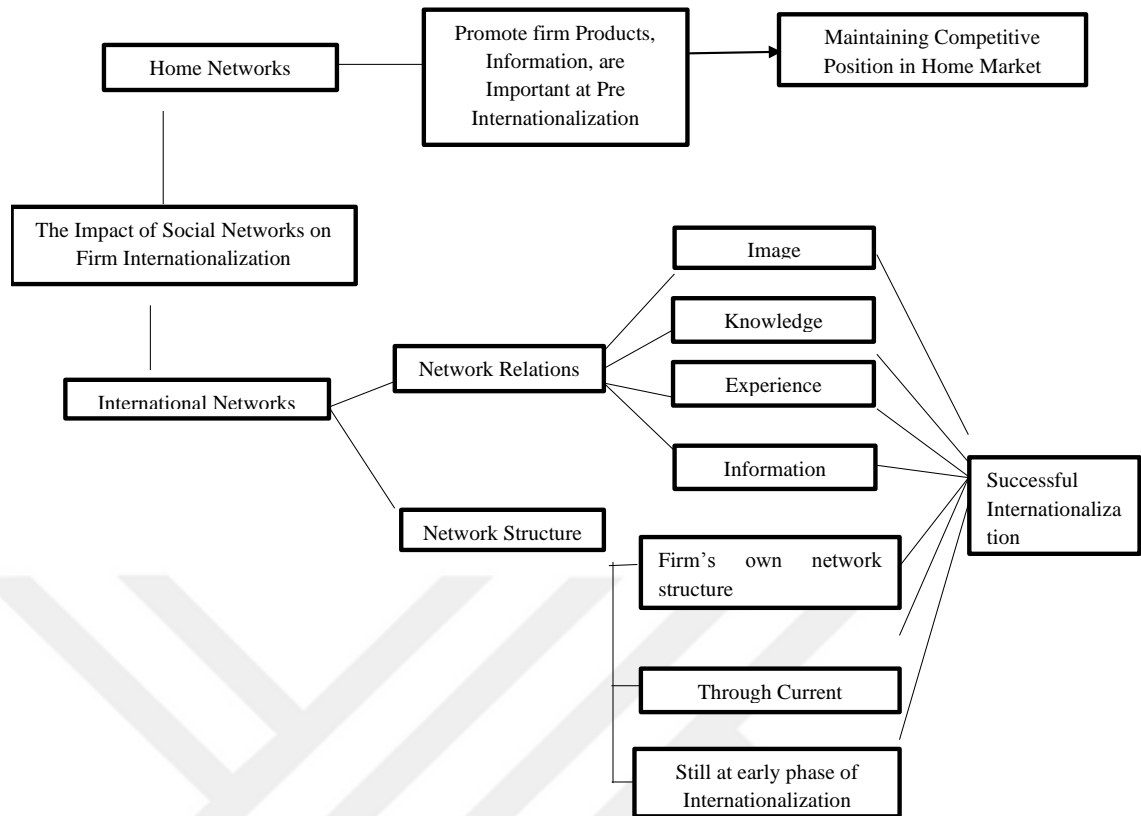 Home Networks
Promote firm Products,
Information, are
Important at Pre
Internationalization
Maintaining Competitive
Position in Home Market
The Impact of Social Networks on
Firm Internationalization
International Networks
Network Relations
Network Structure
Image
Knowledge
Experience
Information
Firm's own network
structure
Through Current
Still at early phase of
Internationalization
Successful
Internationaliza
tion